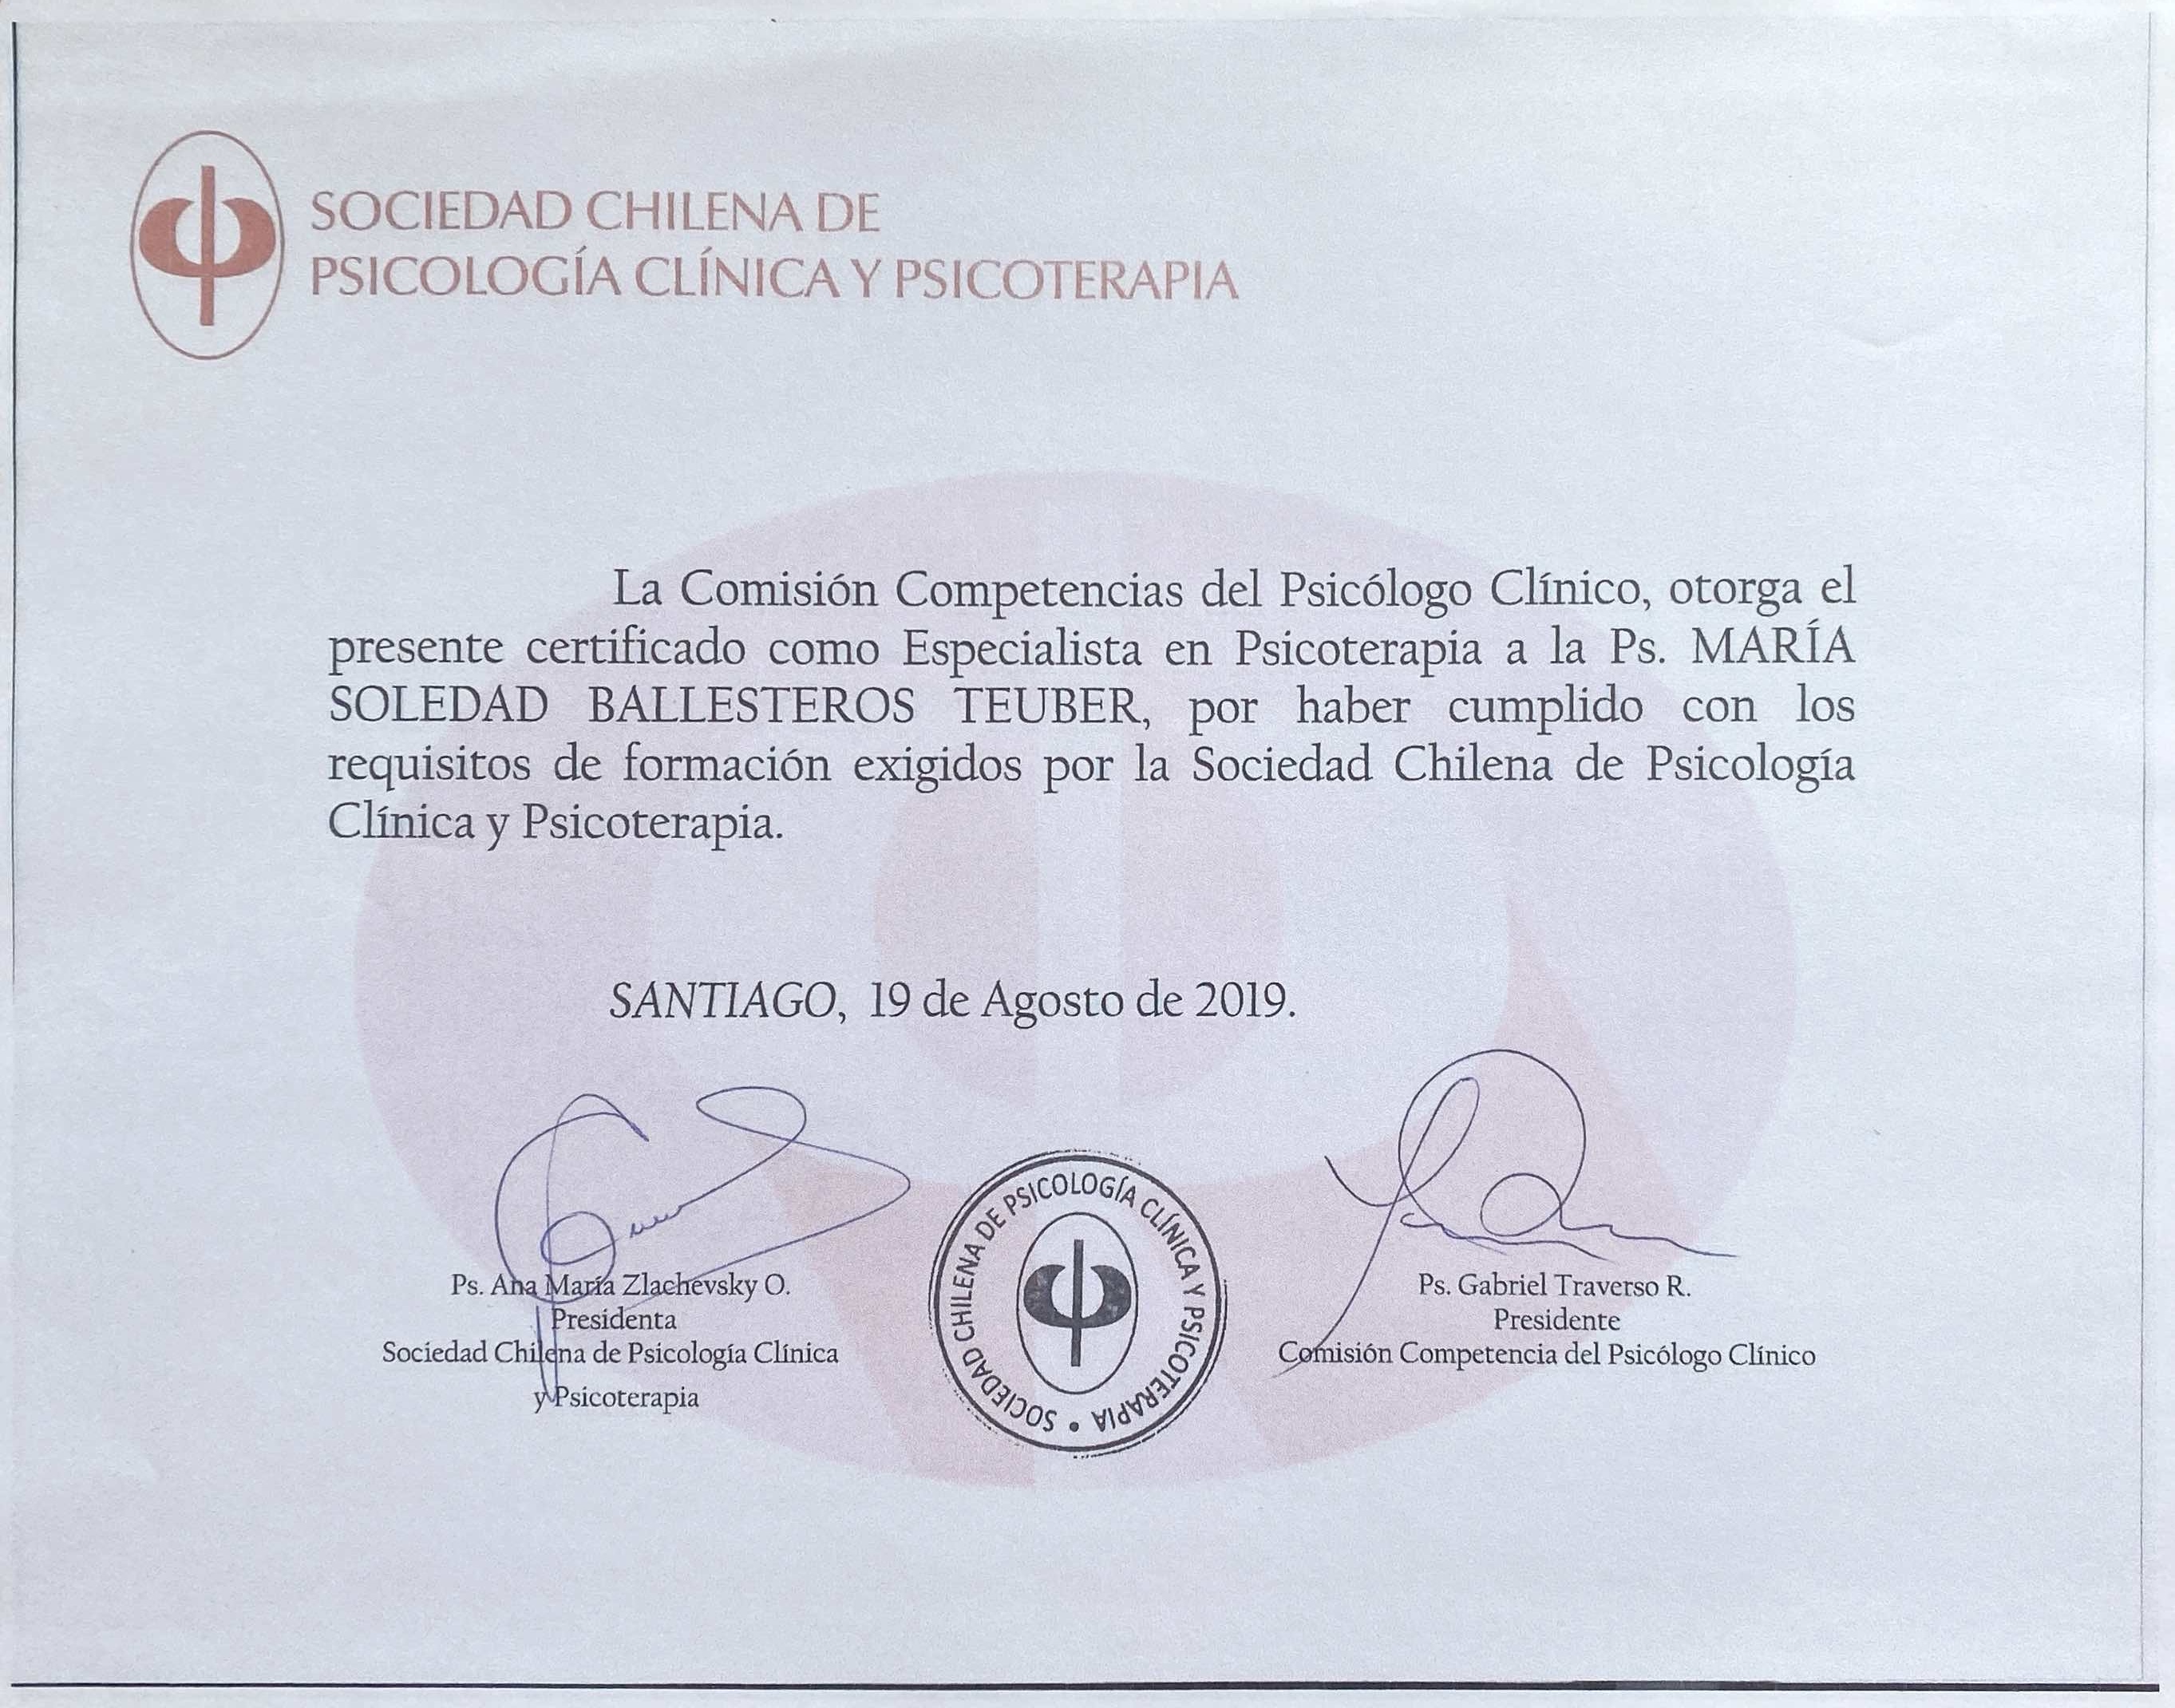 SOCIEDAD CHILENA DE
PSICOLOGÍA CLÍNICA Y PSICOTERAPIA
La Comisión Competencias del Psicólogo Clínico, otorga el
presente certificado como Especialista en Psicoterapia a la Ps. MARÍA
SOLEDAD BALLESTEROS TEUBER, por haber cumplido con los
requisitos de formación exigidos por la Sociedad Chilena de Psicología
Clínica y Psicoterapia.
SANTIAGO, 19 de Agosto de 2019.
Ps. Ana María Zlachevsky O.
Presidenta
Sociedad Chilena de Psicología Clínica
y Psicoterapia
SOCIEDAD CHILENA DE PSICOLOGÍA CLÍNICA Y PSICOTERAPIA •
Ps. Gabriel Traverso R.
Presidente
Comisión Competencia del Psicólogo Clínico